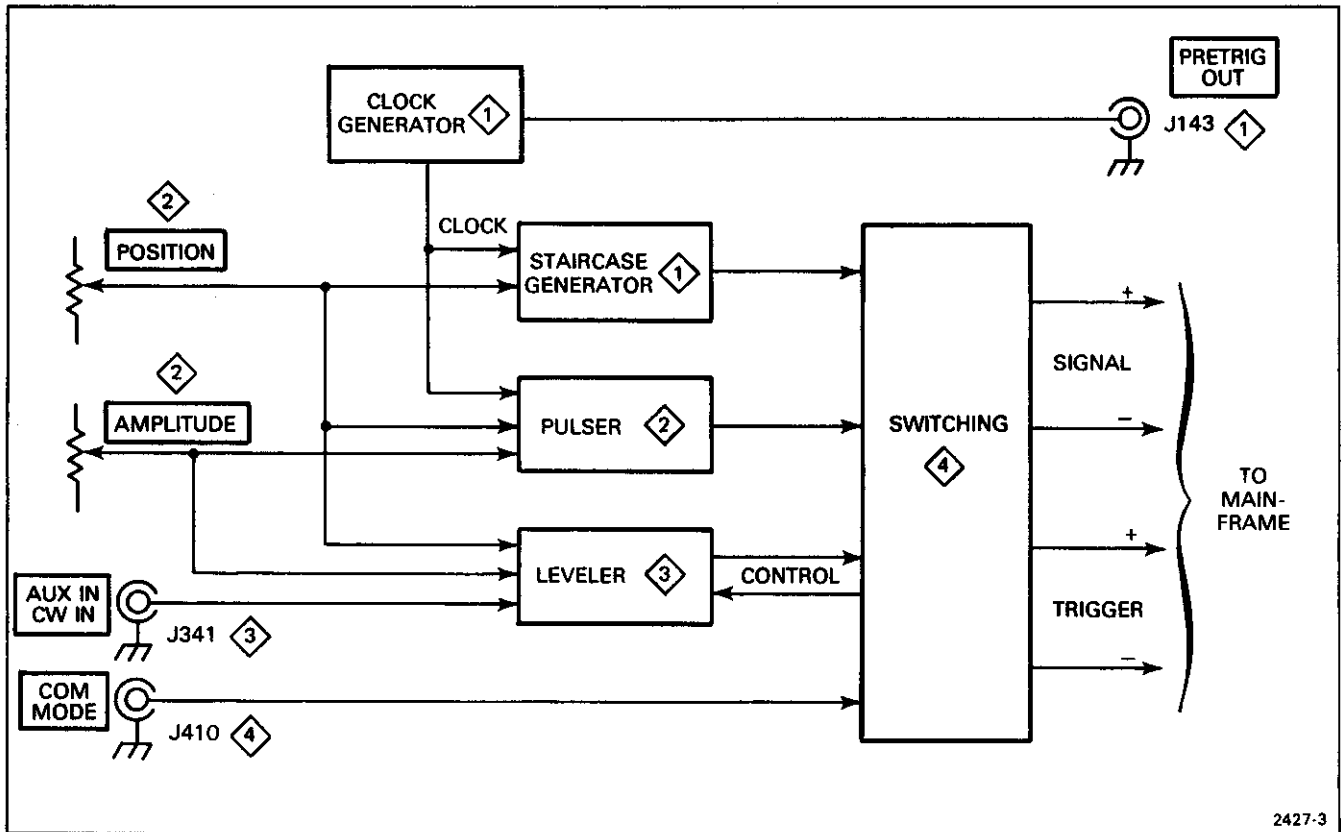 PRETRIG
OUT
CLOCK
GENERATOR 1
J143 1
2
POSITION
CLOCK
STAIRCASE
GENERATOR 1
2
AMPLITUDE
PULSER 2
SWITCHING
4
+
SIGNAL
−
TO
MAIN-
FRAME
+
TRIGGER
−
LEVELER 3
CONTROL
AUX IN
CW IN
J341 3
COM
MODE
J410 4
2427-3